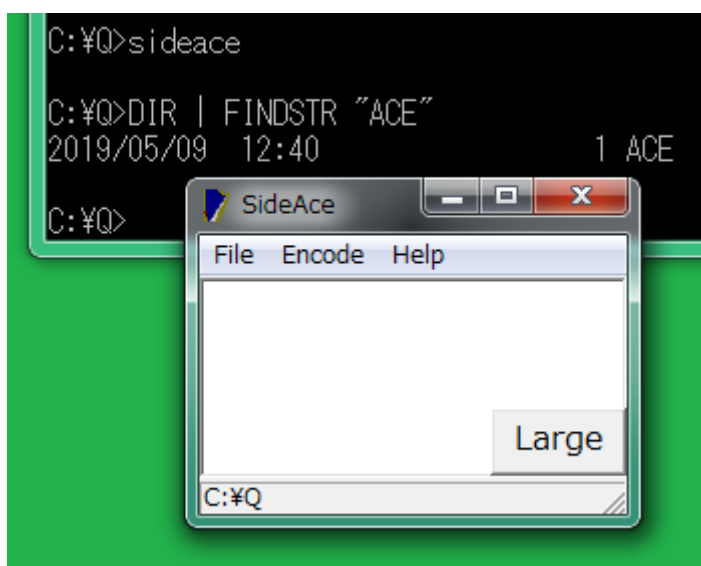 C:¥Q>sideace
C:¥Q>DIR | FINDSTR "ACE"
2019/05/09 12:40 1 ACE
C:¥Q>
SideAce
File Encode Help
Large
C:¥Q